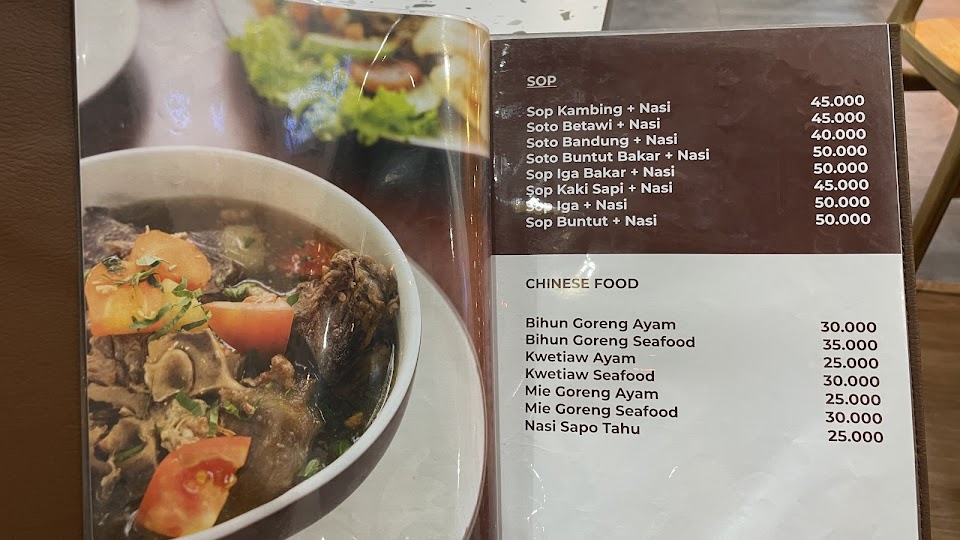 SOP
Sop Kambing + Nasi 45.000
Soto Betawi + Nasi 45.000
Soto Bandung + Nasi 40.000
Soto Buntut Bakar + Nasi 50.000
Sop Iga Bakar + Nasi 50.000
Sop Kaki Sapi + Nasi 45.000
Sop Iga + Nasi 50.000
Sop Buntut + Nasi 50.000
CHINESE FOOD
Bihun Goreng Ayam 30.000
Bihun Goreng Seafood 35.000
Kwetiaw Ayam 25.000
Kwetiaw Seafood 30.000
Mie Goreng Ayam 25.000
Mie Goreng Seafood 30.000
Nasi Sapo Tahu 25.000